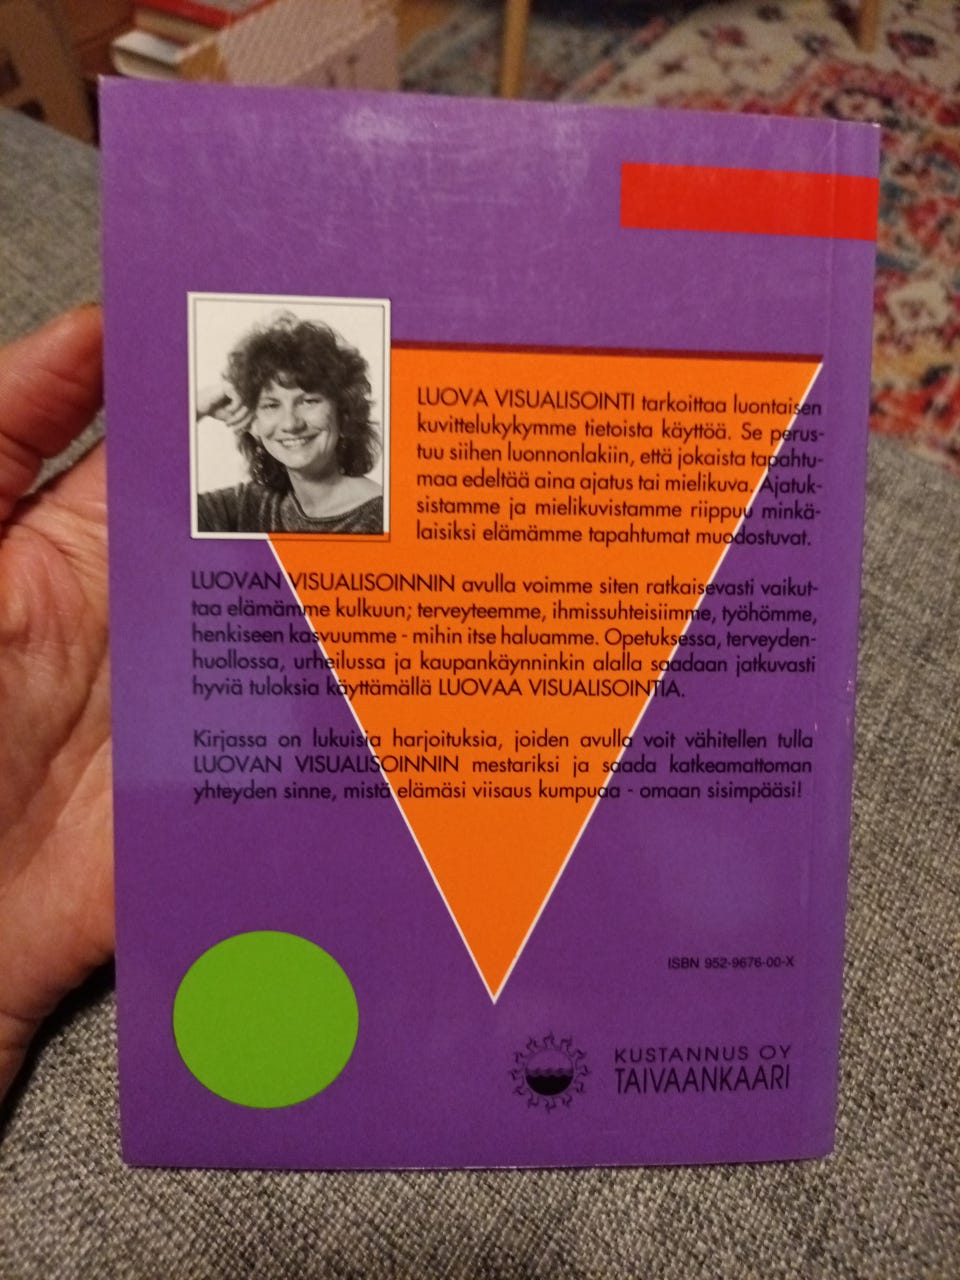 LUOVA VISUALISOINTI tarkoittaa luontaisen
kuvittelukykymme tietoista käyttöä. Se perus-
tuu siihen luonnonlakiin, että jokaista tapahtu-
maa edeltää aina ajatus tai mielikuva. Ajatuk-
sistamme ja mielikuvistamme riippuu minkä-
laisiksi elämämme tapahtumat muodostuvat.
LUOVAN VISUALISOINNIN avulla voimme siten ratkaisevasti vaikut-
taa elämämme kulkuun; terveyteemme, ihmissuhteisiimme, työhömme,
henkiseen kasvuumme - mihin itse haluamme. Opetuksessa, terveyden-
huollossa, urheilussa ja kaupankäynninkin alalla saadaan jatkuvasti
hyviä tuloksia käyttämällä LUOVAA VISUALISOINTIA.
Kirjassa on lukuisia harjoituksia, joiden avulla voit vähitellen tulla
LUOVAN VISUALISOINNIN mestariksi ja saada katkeamattoman
yhteyden sinne, mistä elämäsi viisaus kumpuaa - omaan sisimpääsi!
ISBN 952-9676-00-X
KUSTANNUS OY
TAIVAANKAARI